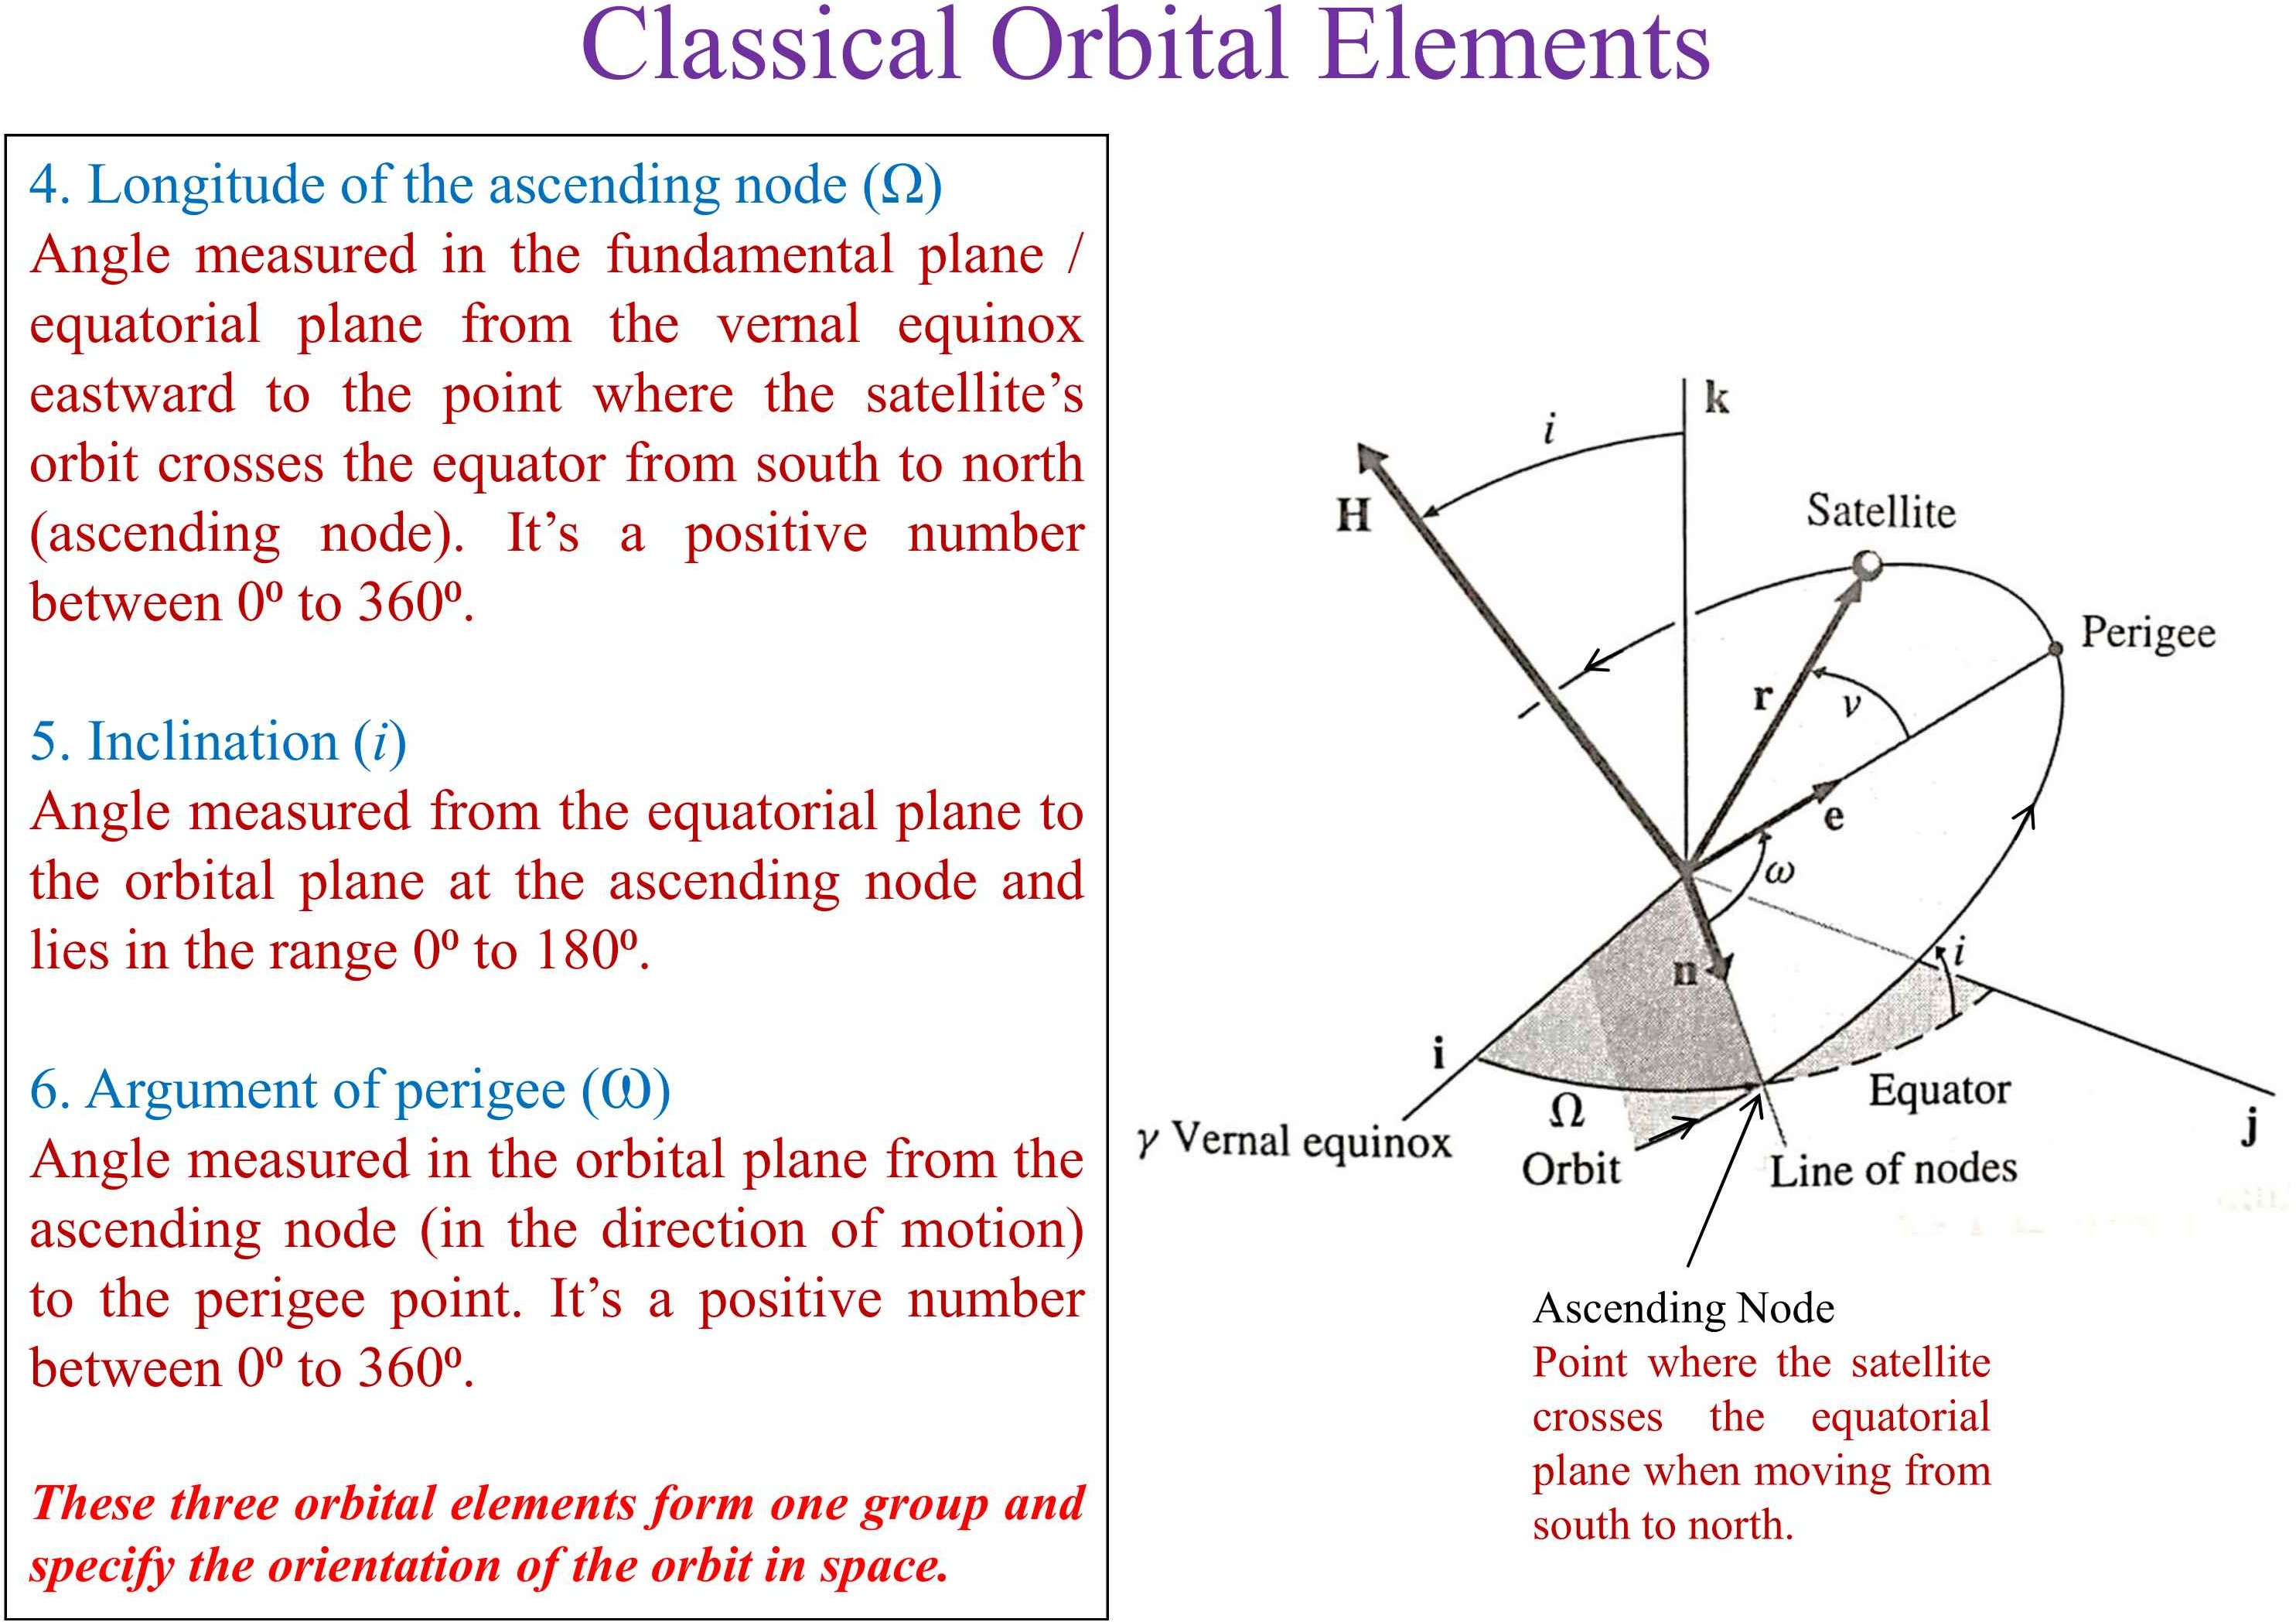 Classical Orbital Elements
4. Longitude of the ascending node (Ω)
Angle measured in the fundamental plane /
equatorial plane from the vernal equinox
eastward to the point where the satellite’s
orbit crosses the equator from south to north
(ascending node). It’s a positive number
between 0⁰ to 360⁰.
5. Inclination (i)
Angle measured from the equatorial plane to
the orbital plane at the ascending node and
lies in the range 0⁰ to 180⁰.
6. Argument of perigee (ω)
Angle measured in the orbital plane from the
ascending node (in the direction of motion)
to the perigee point. It’s a positive number
between 0⁰ to 360⁰.
These three orbital elements form one group and
specify the orientation of the orbit in space.
k
i
H
Satellite
Perigee
r
ν
e
ω
n
i
i
Ω
Equator
j
γ Vernal equinox
Orbit
Line of nodes
Ascending Node
Point where the satellite
crosses the equatorial
plane when moving from
south to north.